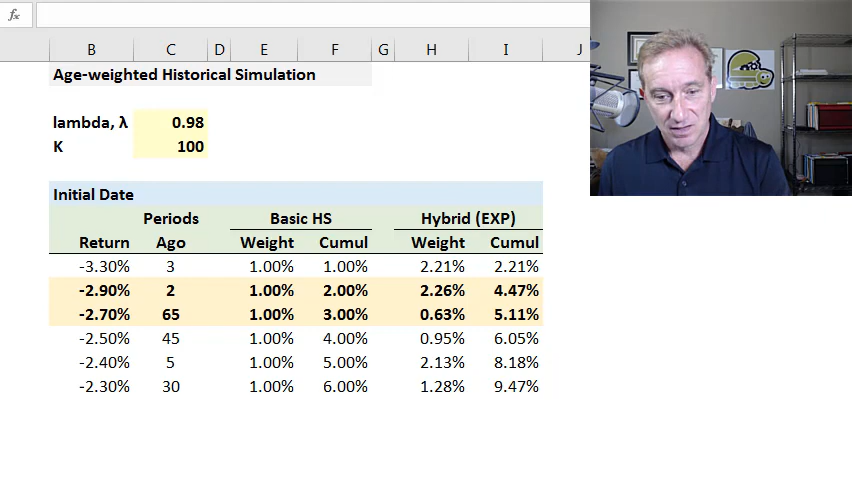 fx
B C D E F G H I J
Age-weighted Historical Simulation
lambda, λ 0.98
K 100
Initial Date
Periods Basic HS Hybrid (EXP)
Return Ago Weight Cumul Weight Cumul
-3.30% 3 1.00% 1.00% 2.21% 2.21%
-2.90% 2 1.00% 2.00% 2.26% 4.47%
-2.70% 65 1.00% 3.00% 0.63% 5.11%
-2.50% 45 1.00% 4.00% 0.95% 6.05%
-2.40% 5 1.00% 5.00% 2.13% 8.18%
-2.30% 30 1.00% 6.00% 1.28% 9.47%